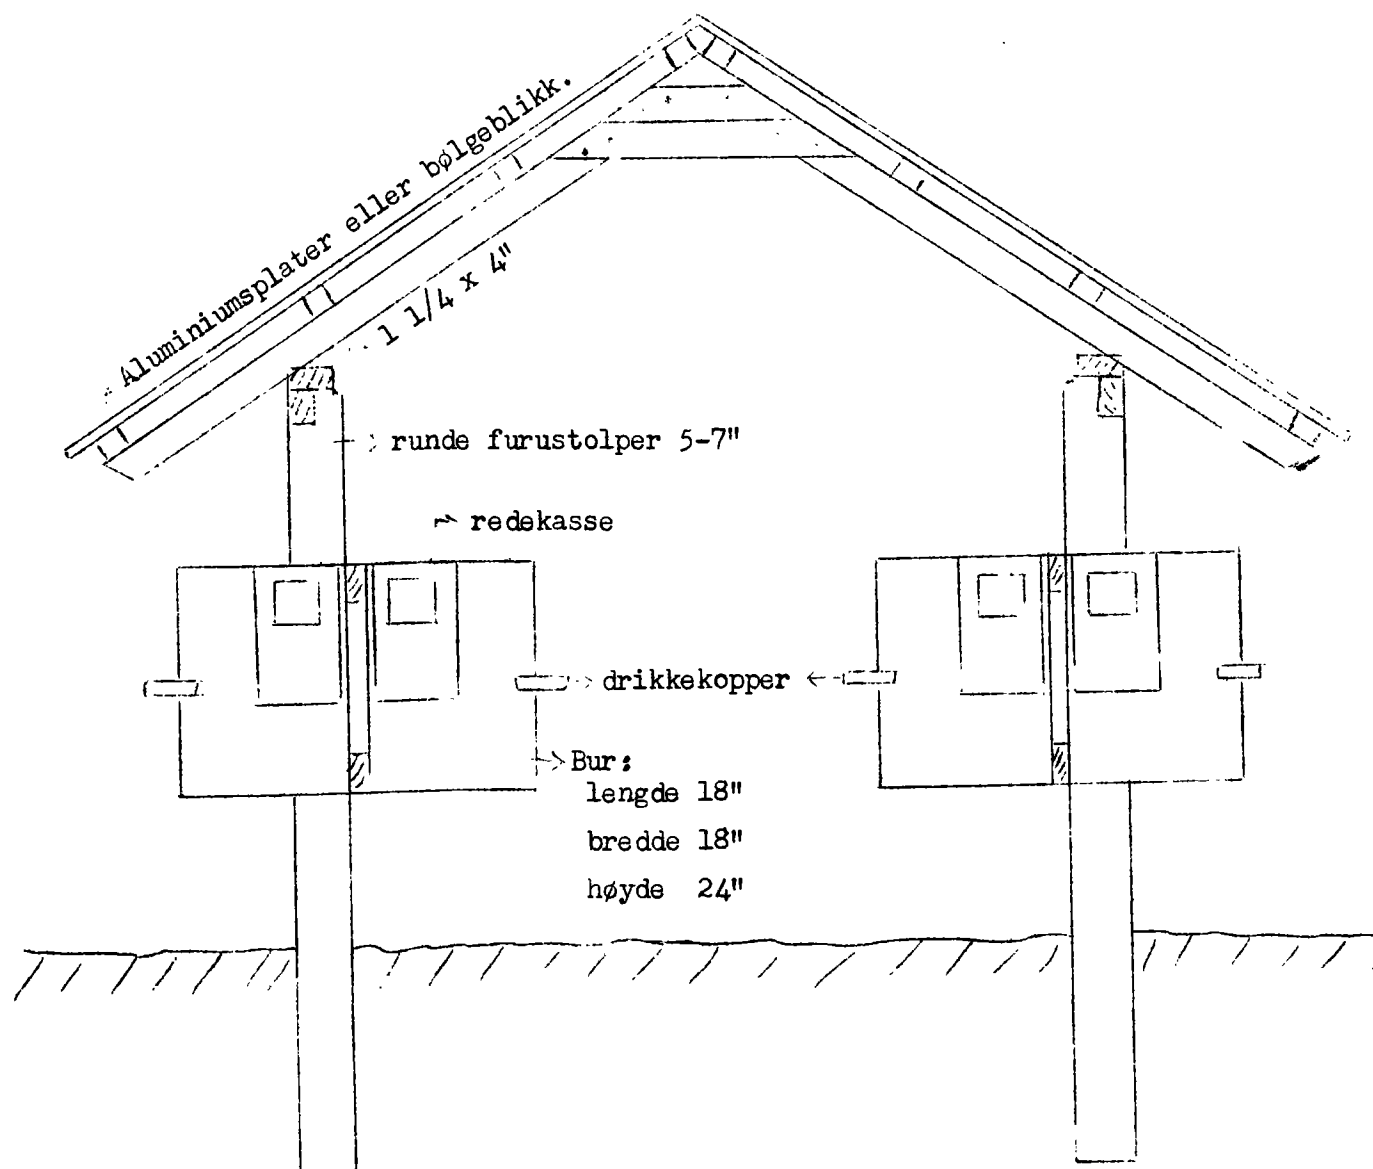 Aluminiumsplater eller bølgeblikk.
1 1/4 x 4"
runde furustolper 5-7"
redekasse
drikkekopper
Bur:
lengde 18"
bredde 18"
høyde 24"